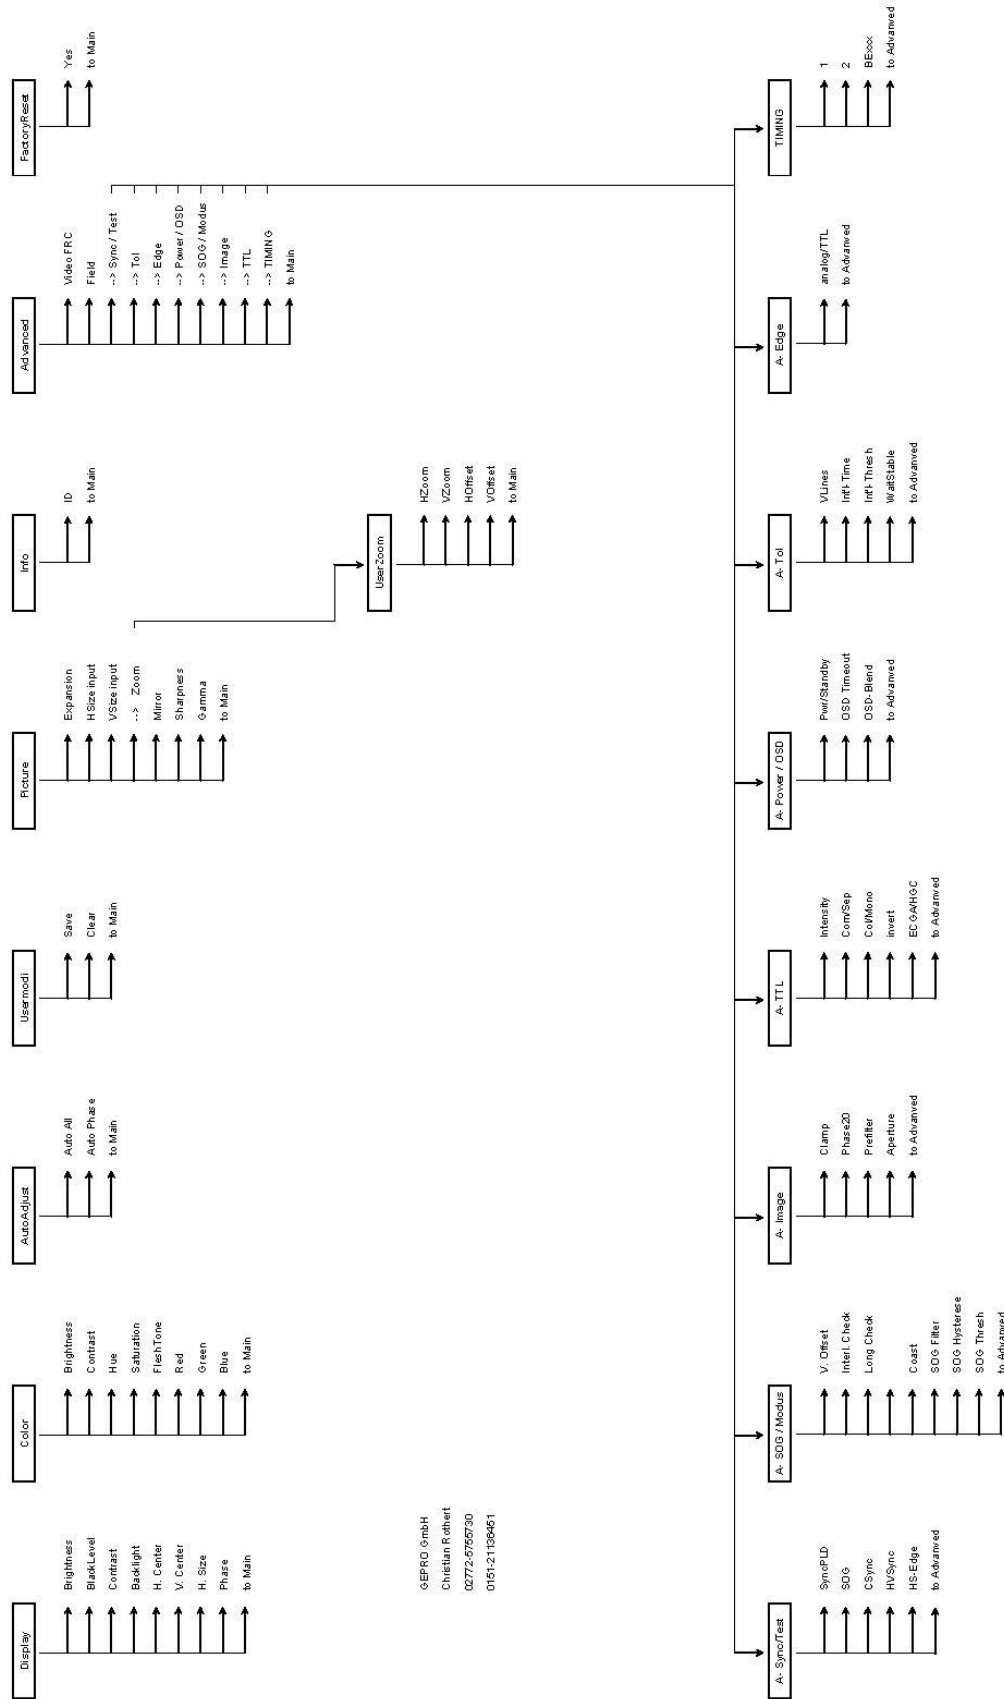 Display
Brightness
BlackLevel
Contrast
Backlight
H. Center
V. Center
H. Size
Phase
to Main
Color
Brightness
Contrast
Hue
Saturation
FleshTone
Red
Green
Blue
to Main
AutoAdjust
Auto All
Auto Phase
to Main
Usermodi
Save
Clear
to Main
Picture
Expansion
HSize input
VSize input
--> Zoom
Mirror
Sharpness
Gamma
to Main
Info
ID
to Main
Advanced
Video FRC
Field
--> Sync / Test
--> Tol
--> Edge
--> Power / OSD
--> SOG / Modus
--> Image
--> TTL
--> TIMING
to Main
FactoryReset
Yes
to Main
GEPRO GmbH
Christian Rothert
02772-5755730
0151-21136451
UserZoom
HZoom
VZoom
HOffset
VOffset
to Main
A- Sync/Test
SyncPLD
SOG
CSync
HVSync
HS-Edge
to Advanved
A- SOG / Modus
V. Offset
Interl. Check
Long Check
Coast
SOG Filter
SOG Hysterese
SOG Thresh
to Advanved
A- Image
Clamp
Phase20
Prefilter
Aperture
to Advanved
A- TTL
Intensity
Com/Sep
Col/Mono
invert
ECGA/HGC
to Advanved
A- Power / OSD
Pwr/Standby
OSD Timeout
OSD-Blend
to Advanved
A- Tol
VLines
Int'l-Time
Int'l-Thresh
WaitStable
to Advanved
A- Edge
analog/TTL
to Advanved
TIMING
1
2
BExxx
to Advanved